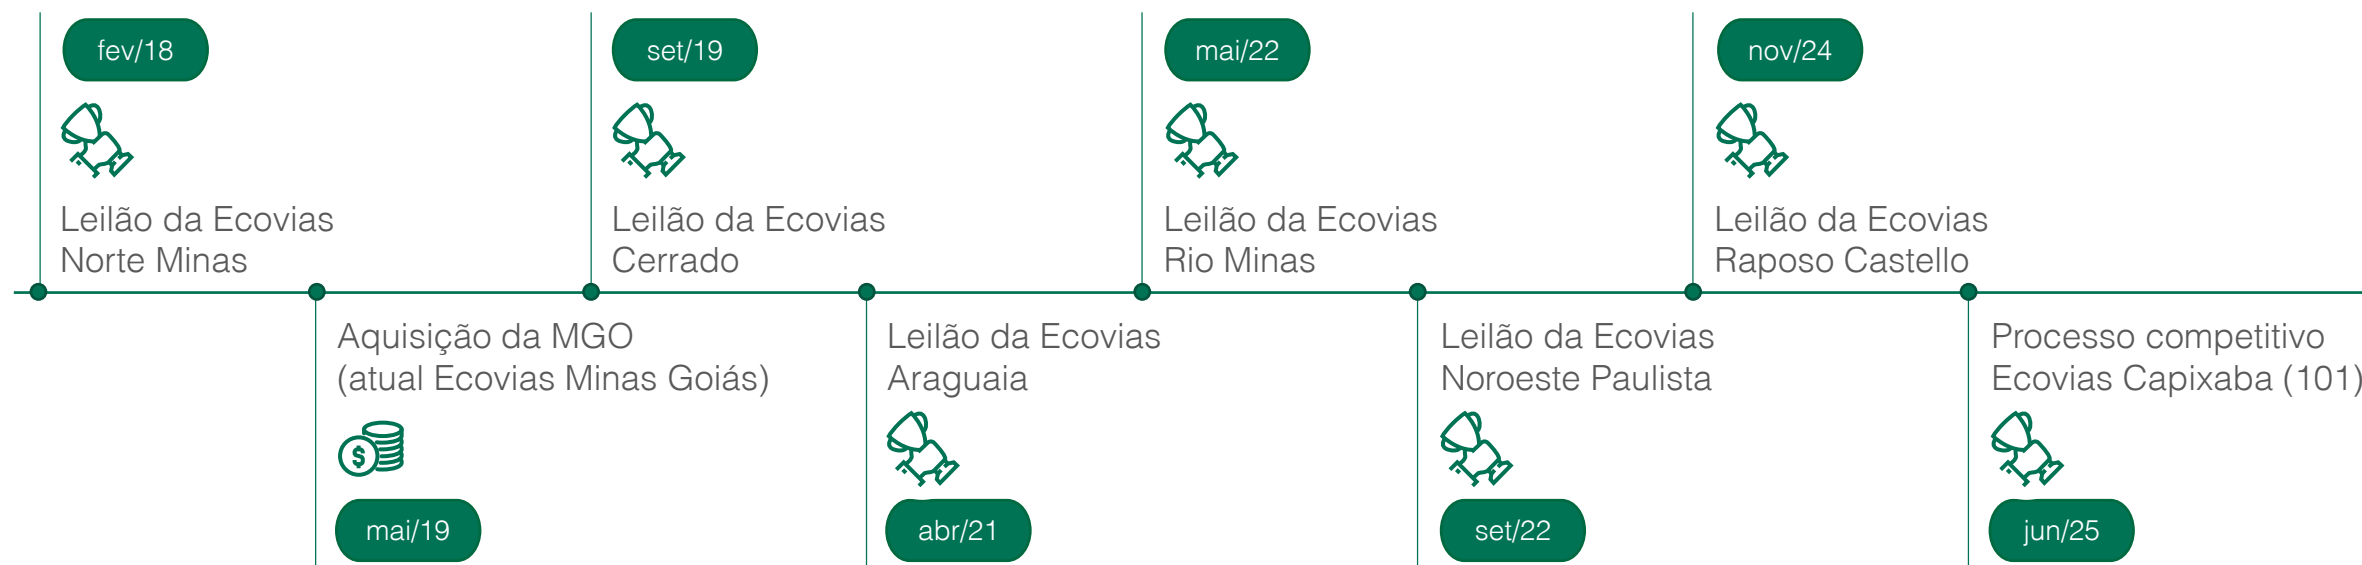 fev/18
Leilão da Ecovias
Norte Minas
Aquisição da MGO
(atual Ecovias Minas Goiás)
$
mai/19
set/19
Leilão da Ecovias
Cerrado
Leilão da Ecovias
Araguaia
abr/21
mai/22
Leilão da Ecovias
Rio Minas
Leilão da Ecovias
Noroeste Paulista
set/22
nov/24
Leilão da Ecovias
Raposo Castello
Processo competitivo
Ecovias Capixaba (101)
jun/25